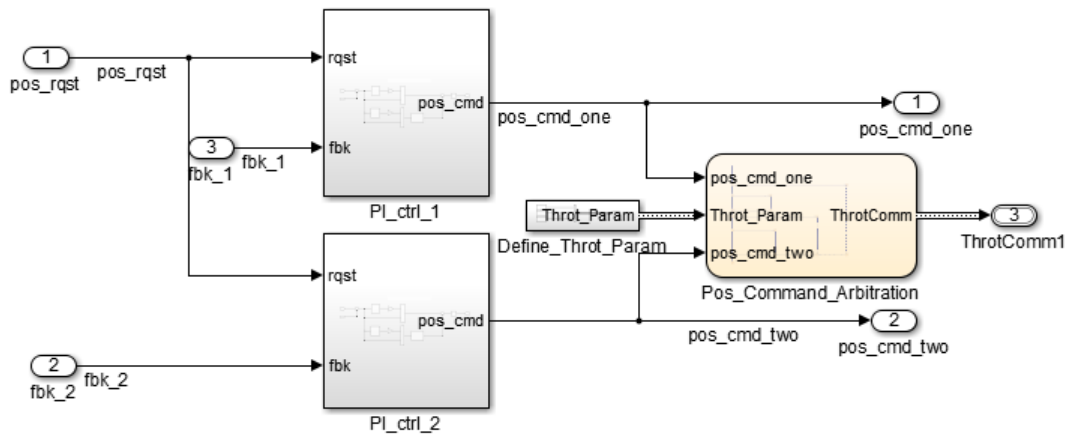 1
pos_rqst
pos_rqst
rqst
pos_cmd
fbk
PI_ctrl_1
3
fbk_1
fbk_1
pos_cmd_one
1
pos_cmd_one
Throt_Param
Define_Throt_Param
pos_cmd_one
Throt_Param
ThrotComm
pos_cmd_two
Pos_Command_Arbitration
3
ThrotComm1
rqst
pos_cmd
fbk
PI_ctrl_2
2
fbk_2
fbk_2
pos_cmd_two
2
pos_cmd_two